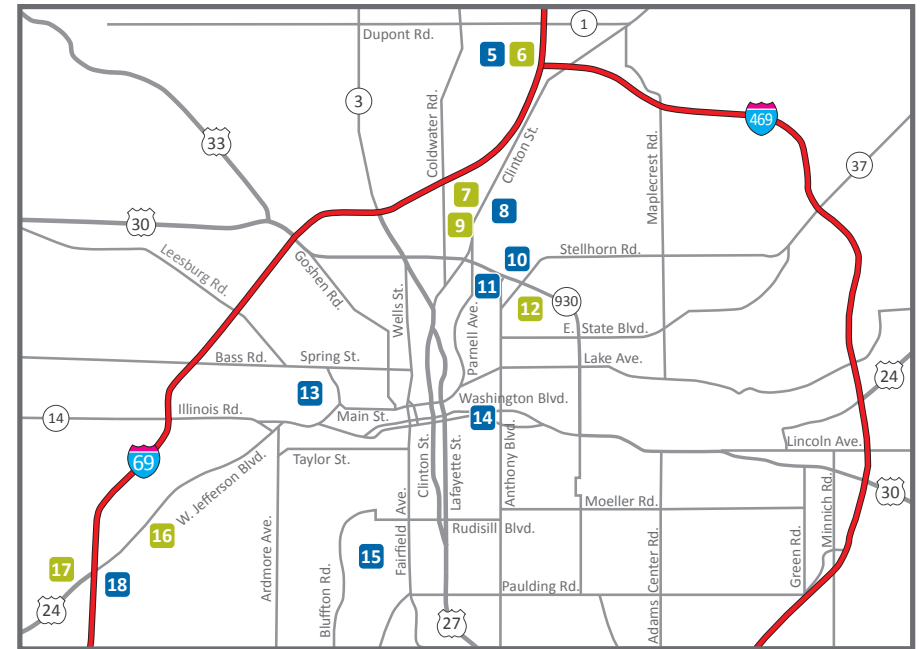 1
Dupont Rd.
5
6
3
Coldwater Rd.
469
33
Clinton St.
Maplecrest Rd.
37
7
8
30
9
Stellhorn Rd.
Leesburg Rd.
Goshen Rd.
10
11
930
12
Wells St.
Parnell Ave.
E. State Blvd.
Bass Rd.
Spring St.
Lake Ave.
24
13
Washington Blvd.
14
Illinois Rd.
Main St.
14
Lincoln Ave.
69
Taylor St.
Clinton St.
Lafayette St.
Anthony Blvd.
W. Jefferson Blvd.
30
Moeller Rd.
Minnich Rd.
16
Fairfield Ave.
Rudisill Blvd.
Ardmore Ave.
15
Green Rd.
17
18
Bluffton Rd.
Paulding Rd.
Adams Center Rd.
24
27